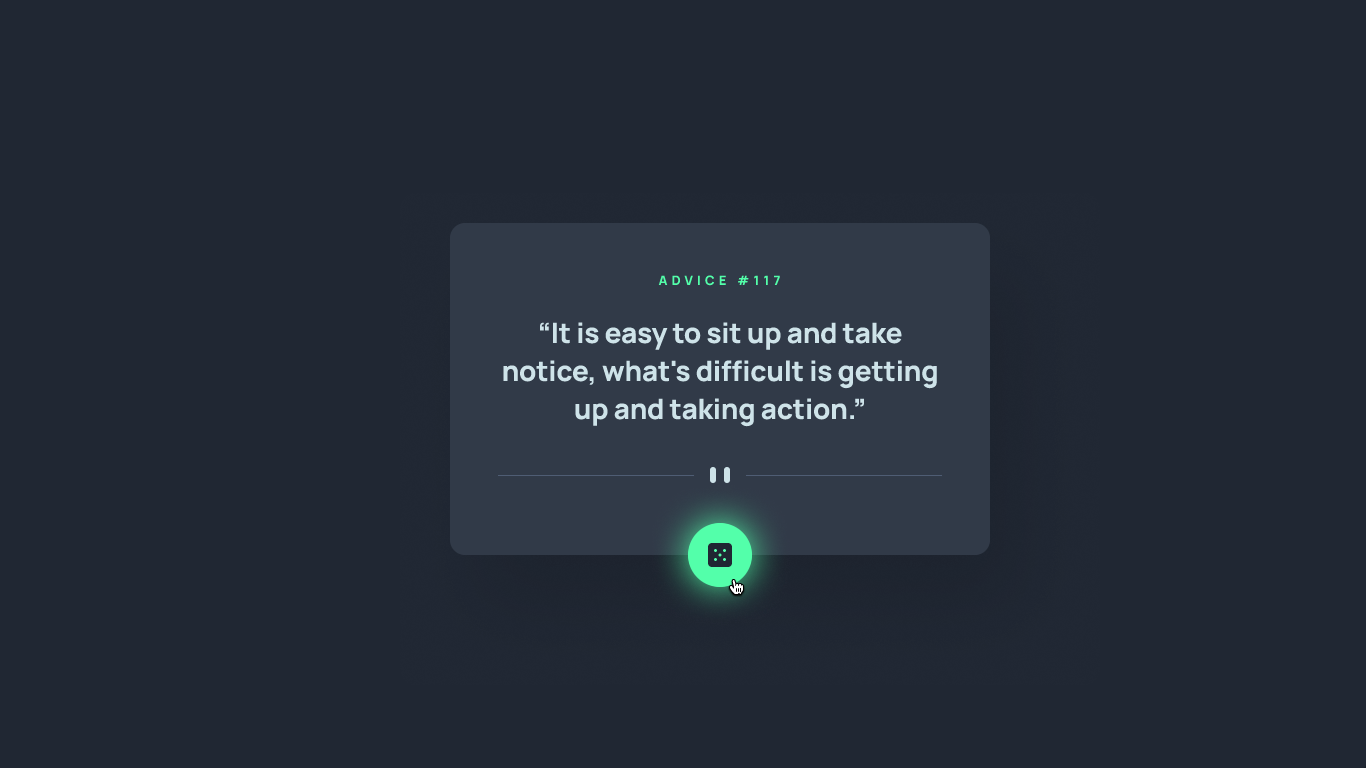 ADVICE #117
“It is easy to sit up and take
notice, what's difficult is getting
up and taking action.”